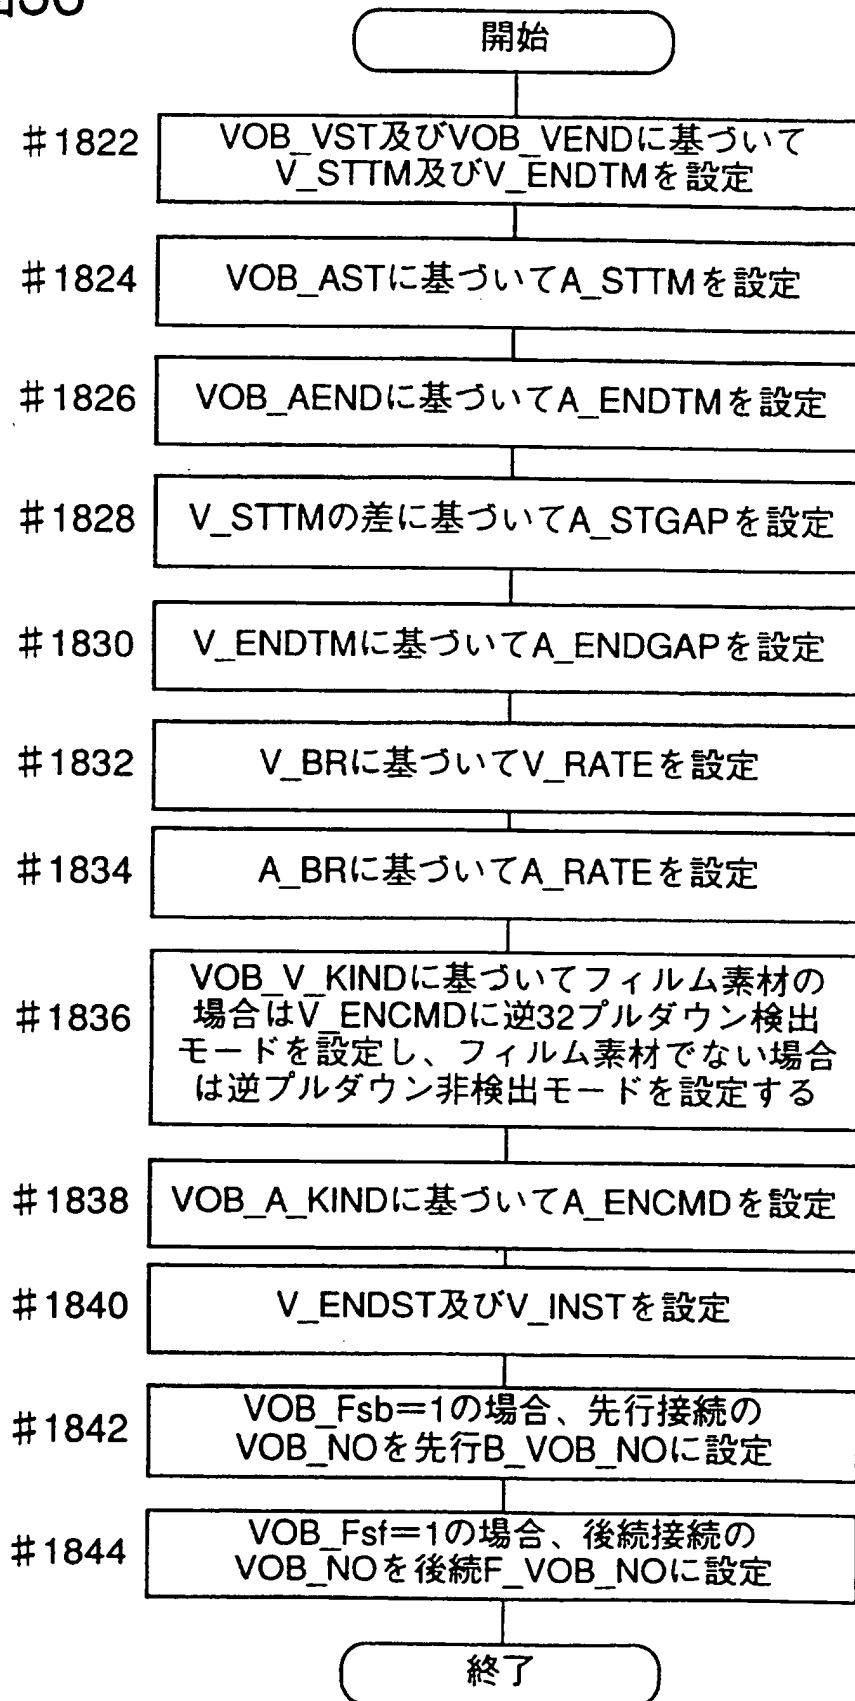 開始
#1822
VOB_VST及びVOB_VENDに基づいて
V_STTM及びV_ENDTMを設定
#1824
VOB_ASTに基づいてA_STTMを設定
#1826
VOB_AENDに基づいてA_ENDTMを設定
#1828
V_STTMの差に基づいてA_STGAPを設定
#1830
V_ENDTMに基づいてA_ENDGAPを設定
#1832
V_BRに基づいてV_RATEを設定
#1834
A_BRに基づいてA_RATEを設定
#1836
VOB_V_KINDに基づいてフィルム素材の
場合はV_ENCMDに逆32プルダウン検出
モードを設定し、フィルム素材でない場合
は逆プルダウン非検出モードを設定する
#1838
VOB_A_KINDに基づいてA_ENCMDを設定
#1840
V_ENDST及びV_INSTを設定
#1842
VOB_Fsb=1の場合、先行接続の
VOB_NOを先行B_VOB_NOに設定
#1844
VOB_Fsf=1の場合、後続接続の
VOB_NOを後続F_VOB_NOに設定
終了